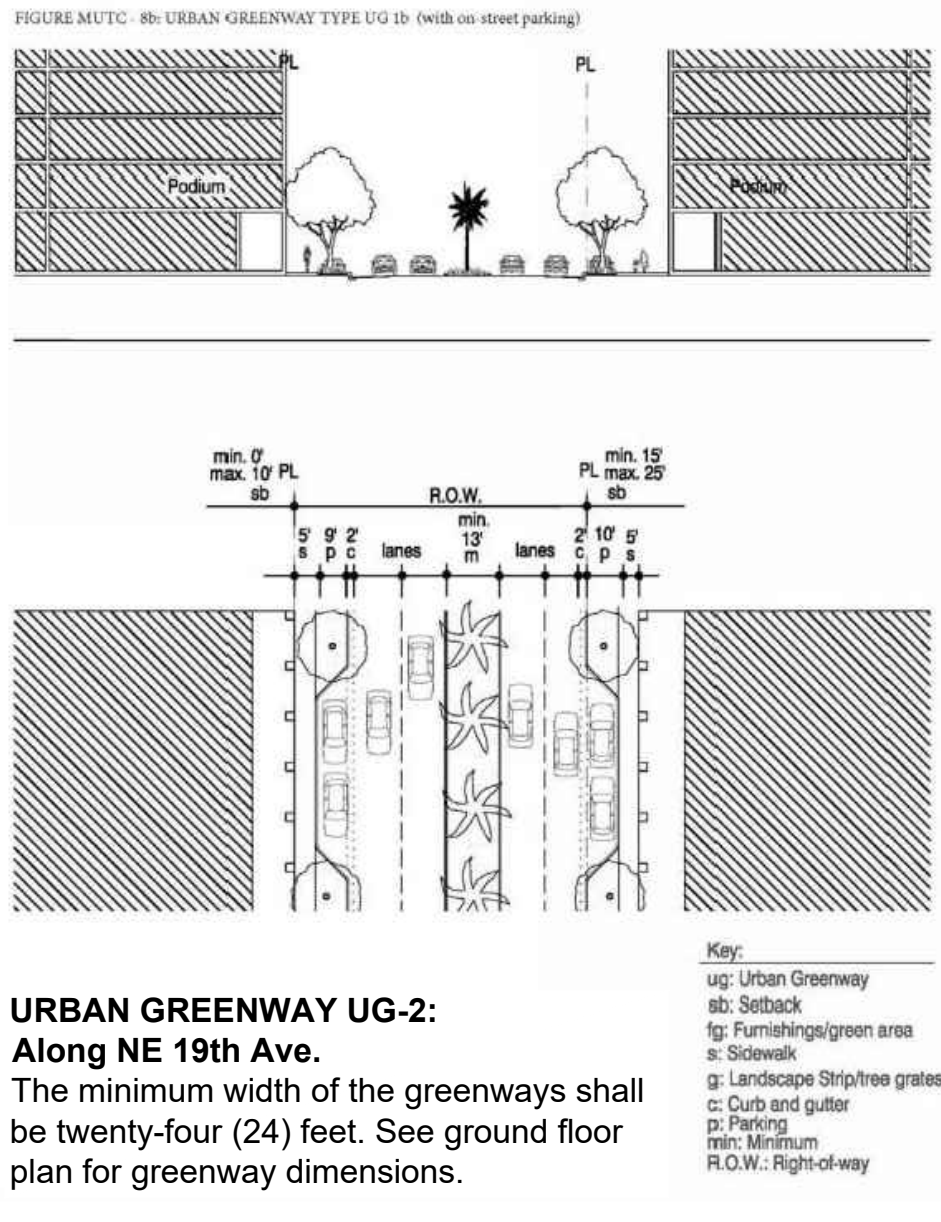 FIGURE MUTC - 8b: URBAN GREENWAY TYPE UG 1b (with on-street parking)
PL
PL
Podium
Podium
min. 0'
max. 10' PL
sb
R.O.W.
min. 15'
PL max. 25'
sb
5'
s
9'
p
2'
c
lanes
min.
13'
m
lanes
2'
c
10'
p
5'
s
Key:
ug: Urban Greenway
sb: Setback
fg: Furnishings/green area
s: Sidewalk
g: Landscape Strip/tree grates
c: Curb and gutter
p: Parking
min: Minimum
R.O.W.: Right-of-way
URBAN GREENWAY UG-2:
Along NE 19th Ave.
The minimum width of the greenways shall
be twenty-four (24) feet. See ground floor
plan for greenway dimensions.